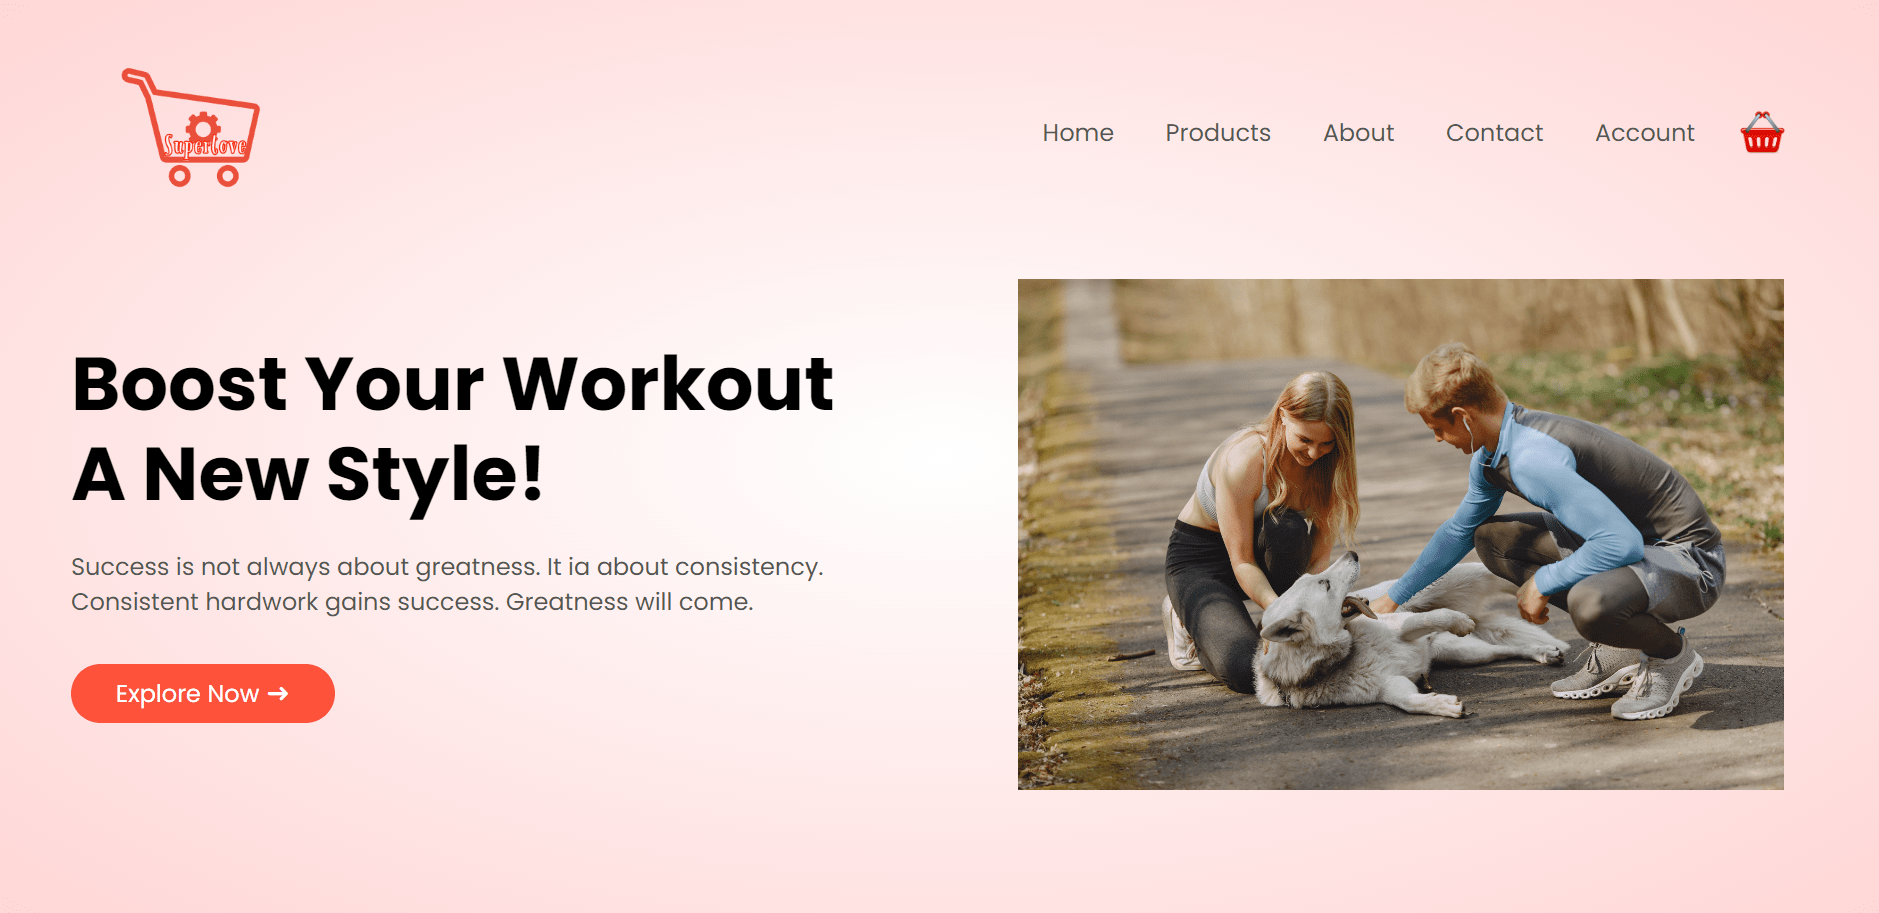 SuperLove
Home Products About Contact Account
Boost Your Workout
A New Style!
Success is not always about greatness. It ia about consistency.
Consistent hardwork gains success. Greatness will come.
Explore Now →